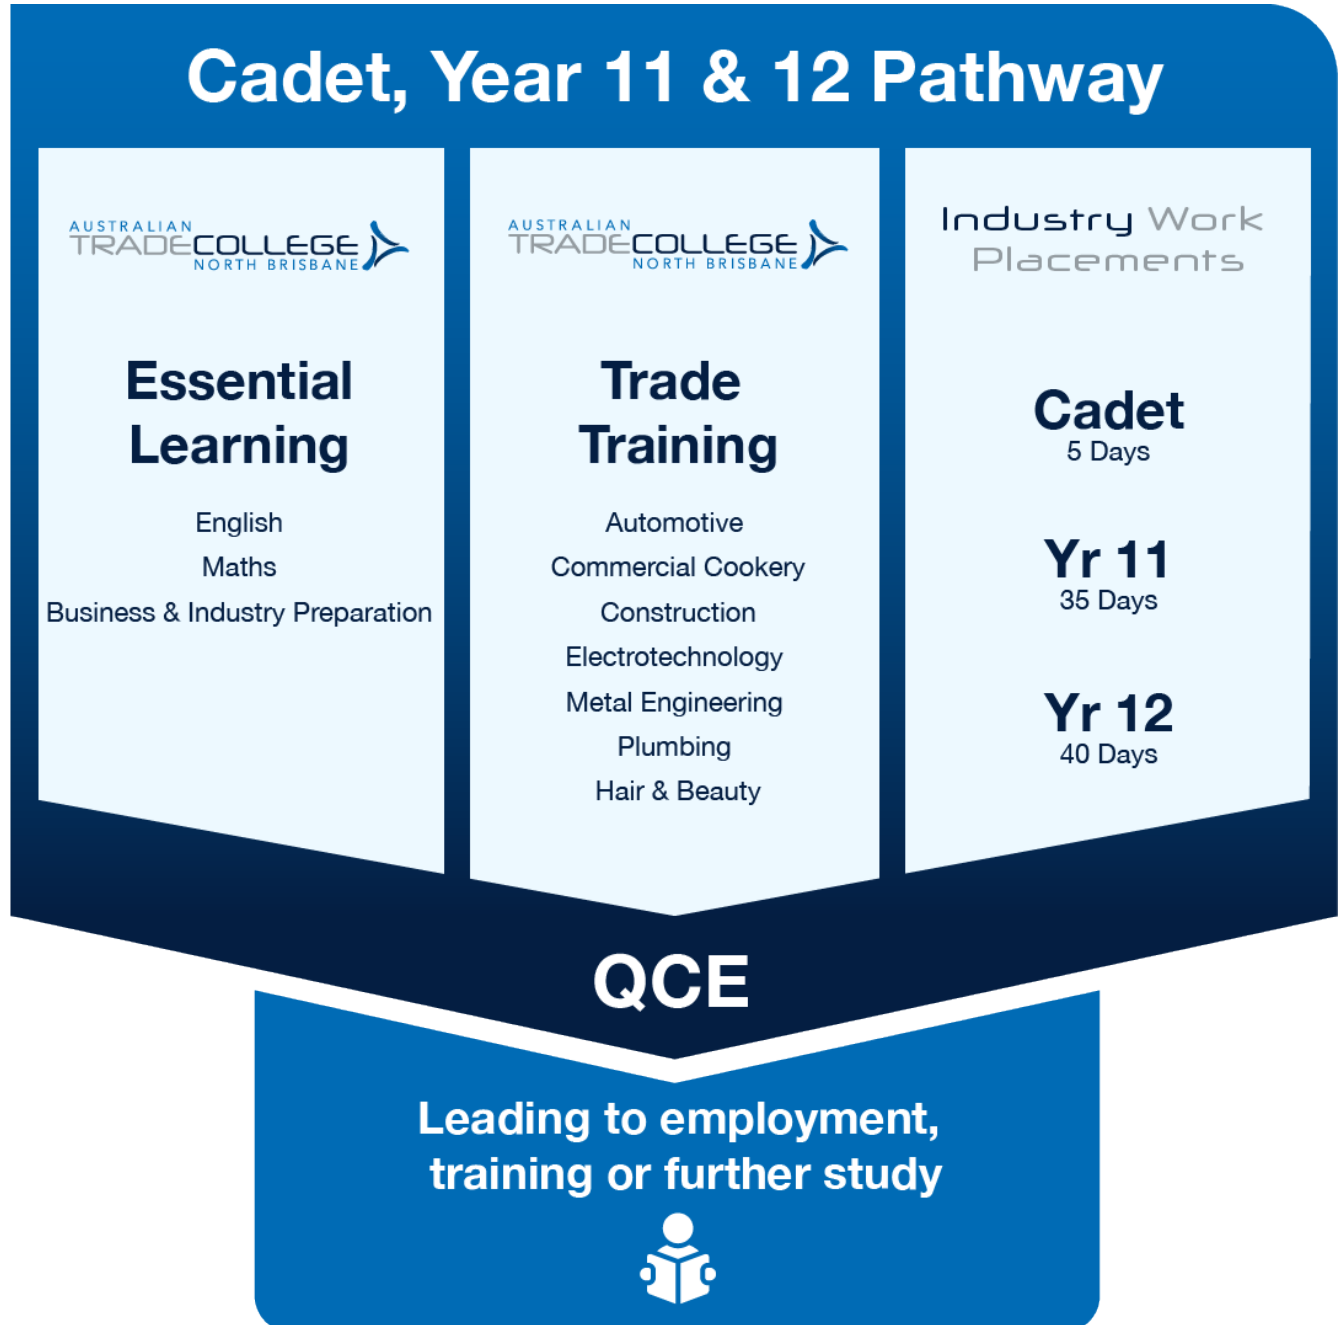 Cadet, Year 11 & 12 Pathway
AUSTRALIAN
TRADECOLLEGE
NORTH BRISBANE
Essential
Learning
English
Maths
Business & Industry Preparation
AUSTRALIAN
TRADECOLLEGE
NORTH BRISBANE
Trade
Training
Automotive
Commercial Cookery
Construction
Electrotechnology
Metal Engineering
Plumbing
Hair & Beauty
Industry Work
Placements
Cadet
5 Days
Yr 11
35 Days
Yr 12
40 Days
QCE
Leading to employment,
training or further study